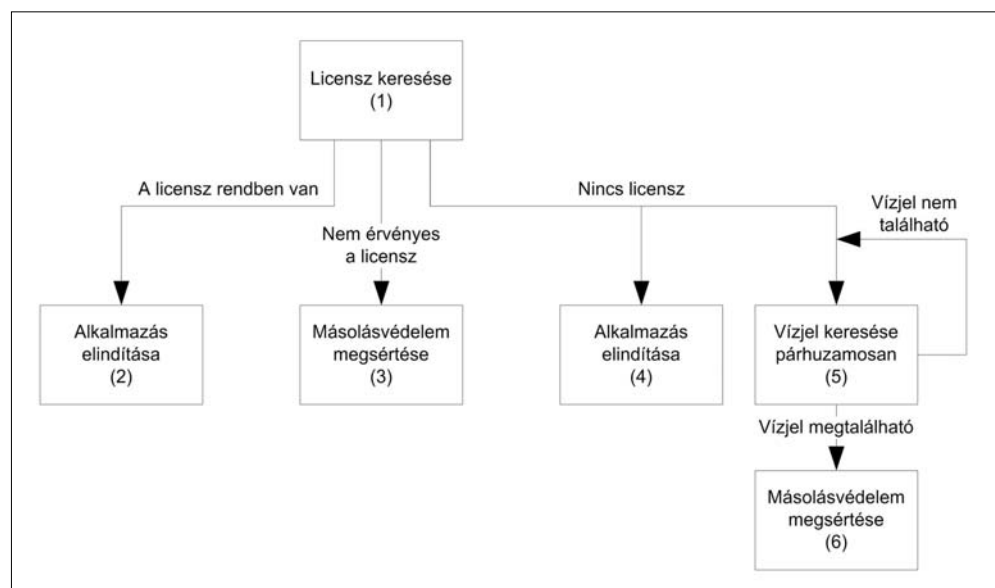 Licensz keresése
(1)
A licensz rendben van
Nincs licensz
Vízjel nem
található
Nem érvényes
a licensz
Alkalmazás
elindítása
(2)
Másolásvédelem
megsértése
(3)
Alkalmazás
elindítása
(4)
Vízjel keresése
párhuzamosan
(5)
Vízjel megtalálható
Másolásvédelem
megsértése
(6)